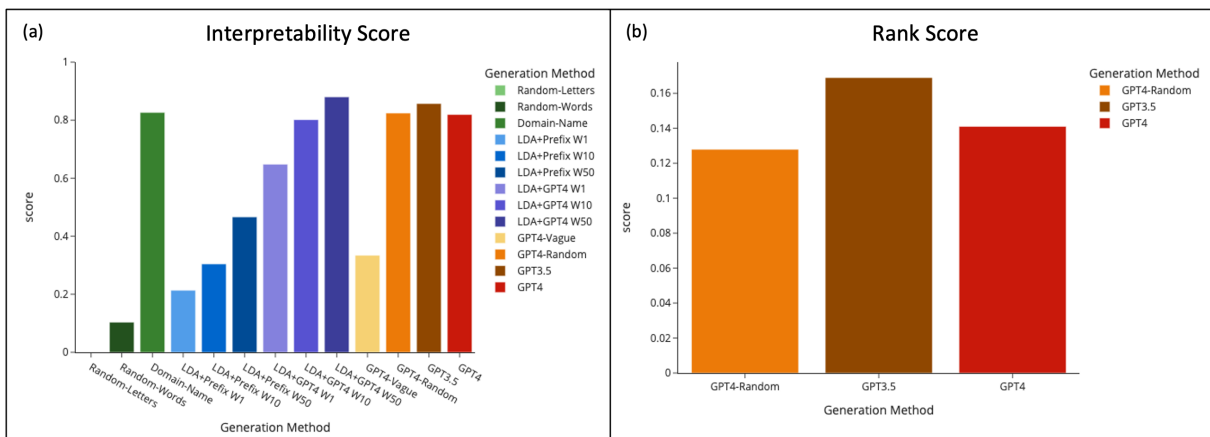 (a)
Interpretability Score
1
0.8
0.6
0.4
0.2
0
score
Random-Letters
Random-Words
Domain-Name
LDA+Prefix W1
LDA+Prefix W10
LDA+Prefix W50
LDA+GPT4 W1
LDA+GPT4 W10
LDA+GPT4 W50
GPT4-Vague
GPT4-Random
GPT3.5
GPT4
Generation Method
Generation Method
Random-Letters
Random-Words
Domain-Name
LDA+Prefix W1
LDA+Prefix W10
LDA+Prefix W50
LDA+GPT4 W1
LDA+GPT4 W10
LDA+GPT4 W50
GPT4-Vague
GPT4-Random
GPT3.5
GPT4
(b)
Rank Score
0.16
0.14
0.12
0.1
0.08
0.06
0.04
0.02
0
score
GPT4-Random
GPT3.5
GPT4
Generation Method
Generation Method
GPT4-Random
GPT3.5
GPT4